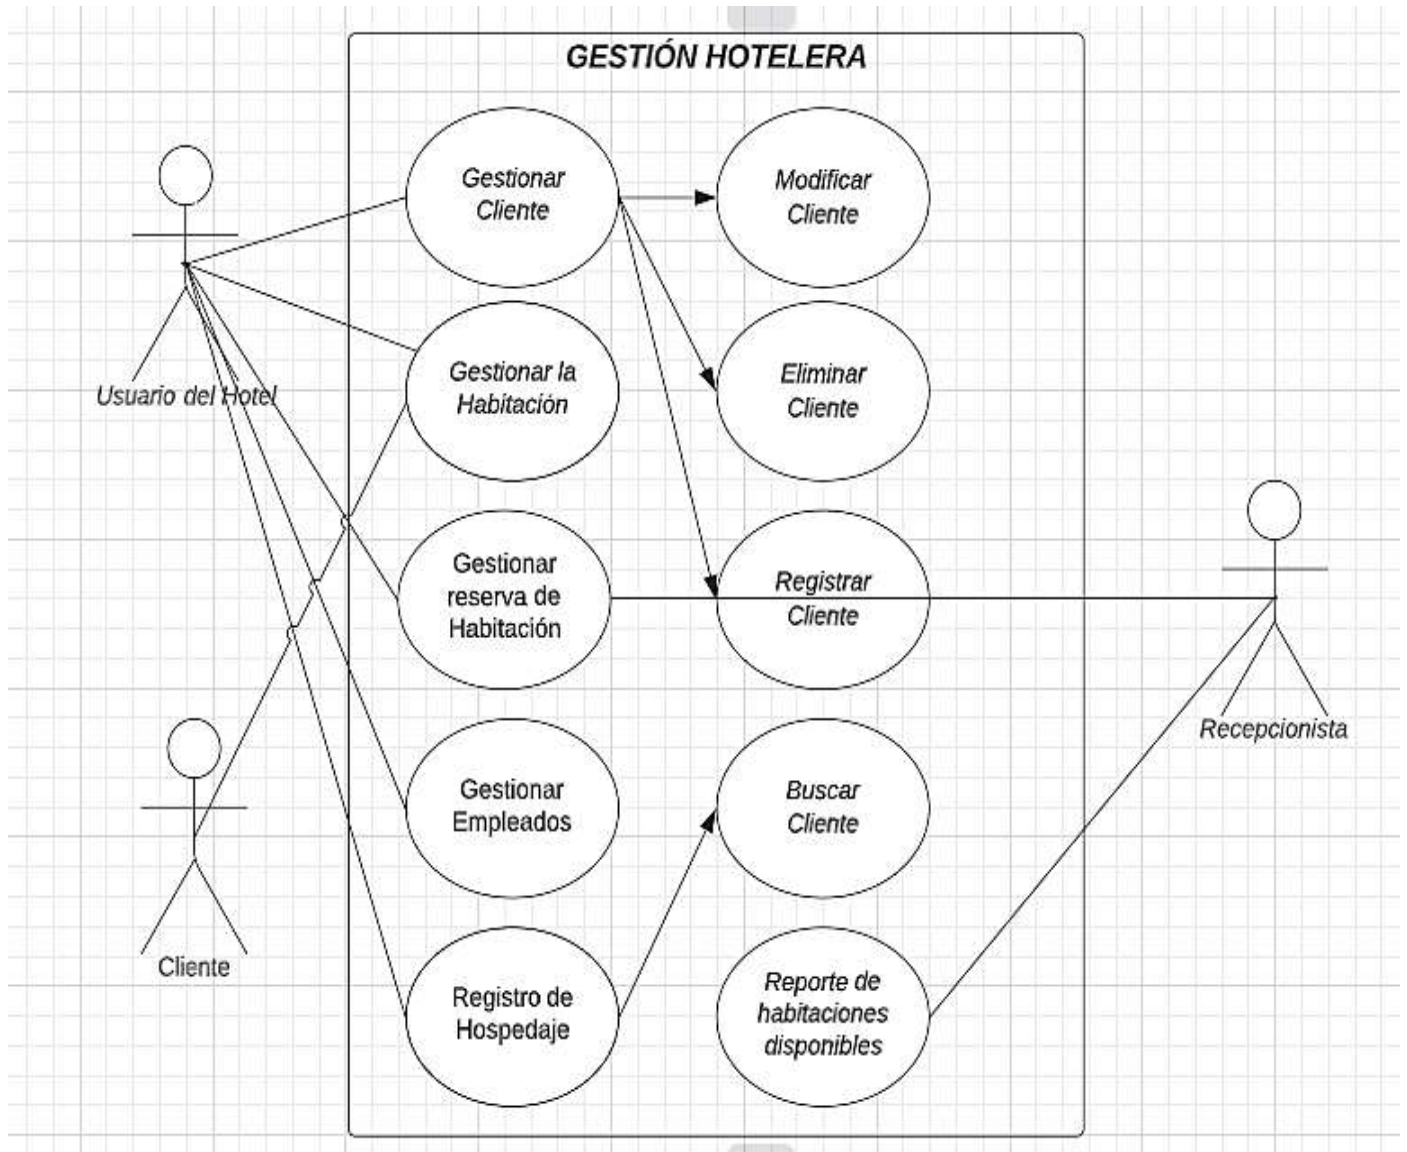 GESTIÓN HOTELERA
Gestionar
Cliente
Modificar
Cliente
Usuario del Hotel
Gestionar la
Habitación
Eliminar
Cliente
Gestionar
reserva de
Habitación
Registrar
Cliente
Recepcionista
Gestionar
Empleados
Buscar
Cliente
Cliente
Registro de
Hospedaje
Reporte de
habitaciones
disponibles